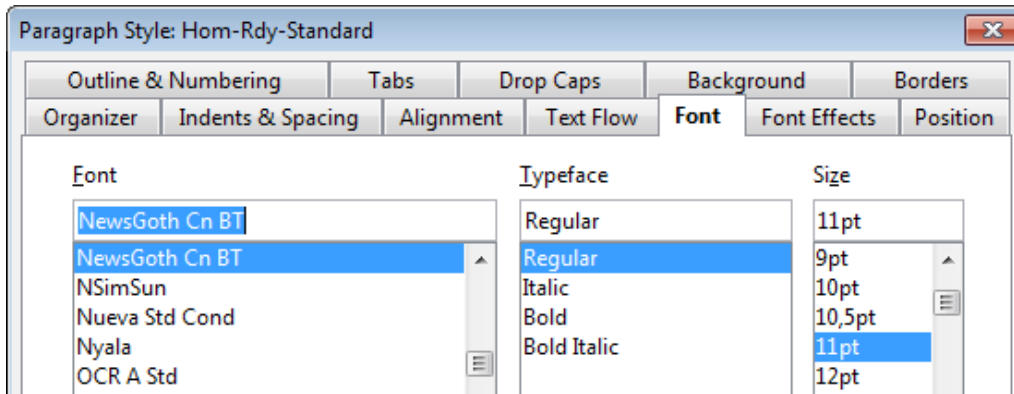 Paragraph Style: Hom-Rdy-Standard
Outline & Numbering Tabs Drop Caps Background Borders
Organizer Indents & Spacing Alignment Text Flow Font Font Effects Position
Font Typeface Size
NewsGoth Cn BT Regular 11pt
NewsGoth Cn BT Regular 9pt
NSimSun Italic 10pt
Nueva Std Cond Bold 10,5pt
Nyala Bold Italic 11pt
OCR A Std 12pt